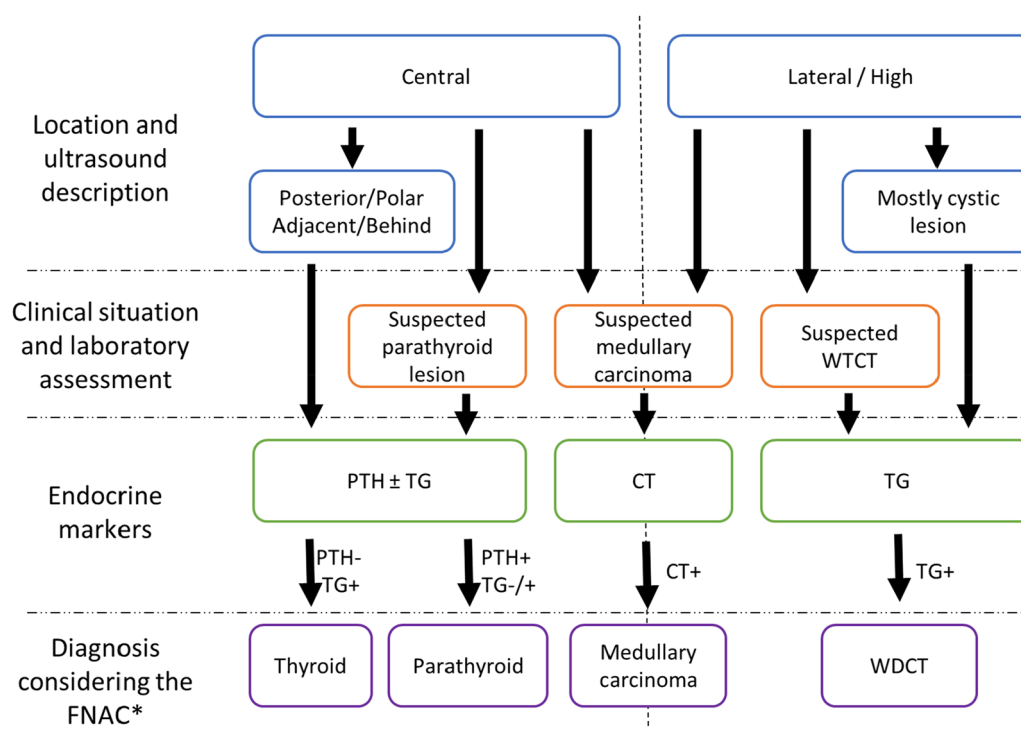 Central
Lateral / High
Location and
ultrasound
description
Posterior/Polar
Adjacent/Behind
Mostly cystic
lesion
Clinical situation
and laboratory
assessment
Suspected
parathyroid
lesion
Suspected
medullary
carcinoma
Suspected
WTCT
Endocrine
markers
PTH ± TG
CT
TG
PTH-
TG+
PTH+
TG-/+
CT+
TG+
Diagnosis
considering the
FNAC*
Thyroid
Parathyroid
Medullary
carcinoma
WDCT